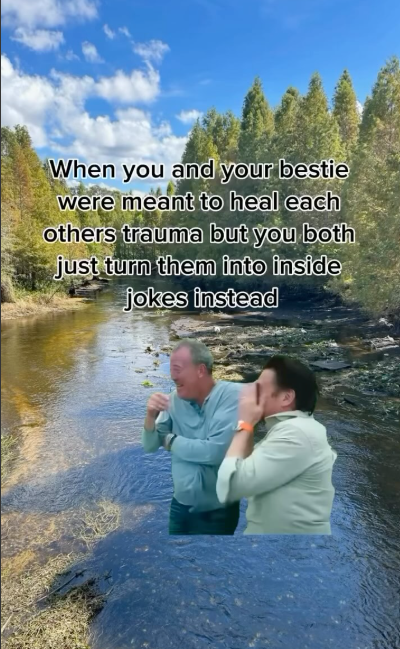 When you and your bestie
were meant to heal each
others trauma but you both
just turn them into inside
jokes instead